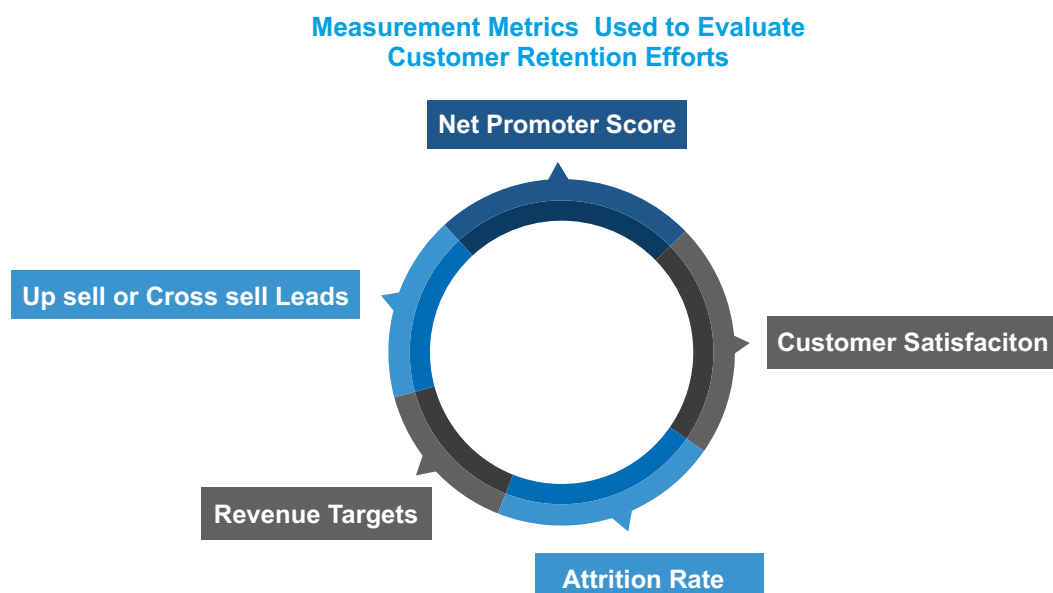 Measurement Metrics  Used to Evaluate
Customer Retention Efforts
Net Promoter Score
Up sell or Cross sell Leads
Customer Satisfaciton
Revenue Targets
Attrition Rate